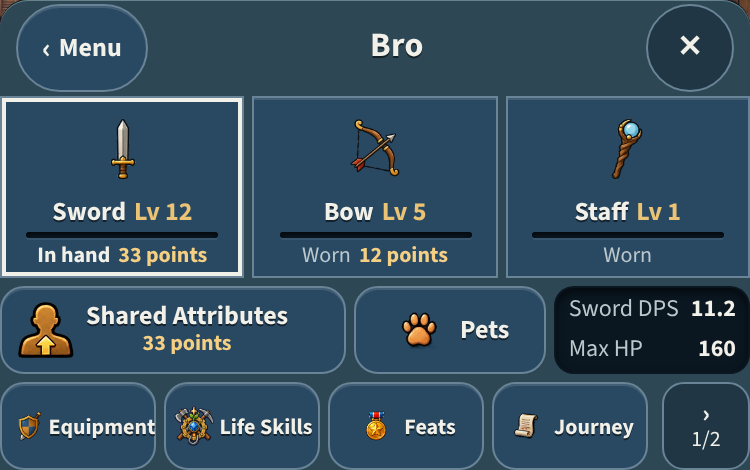 ‹ Menu
Bro
×
Sword Lv 12
In hand 33 points
Bow Lv 5
Worn 12 points
Staff Lv 1
Worn
Shared Attributes
33 points
Pets
Sword DPS 11.2
Max HP 160
Equipment
Life Skills
Feats
Journey
›
1/2